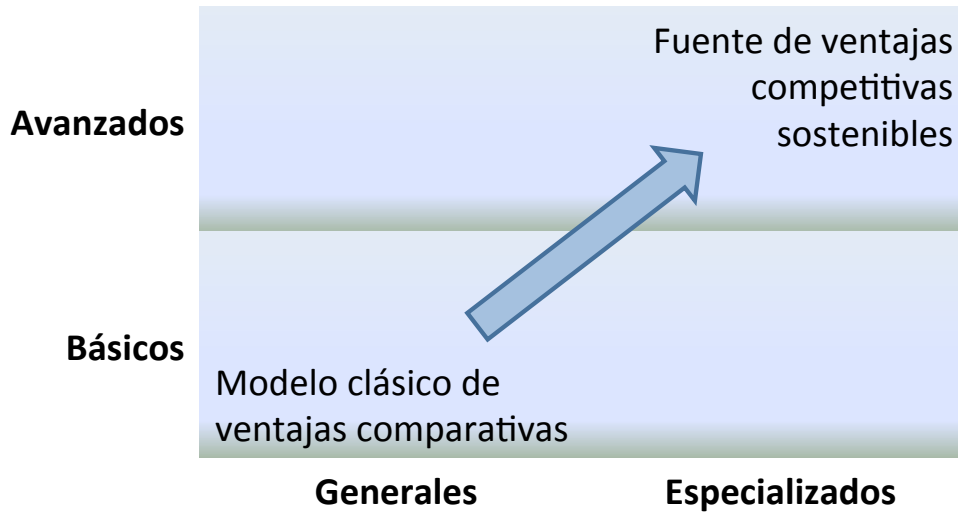 Fuente de ventajas
competitivas
sostenibles
Avanzados
Básicos
Modelo clásico de
ventajas comparativas
Generales
Especializados